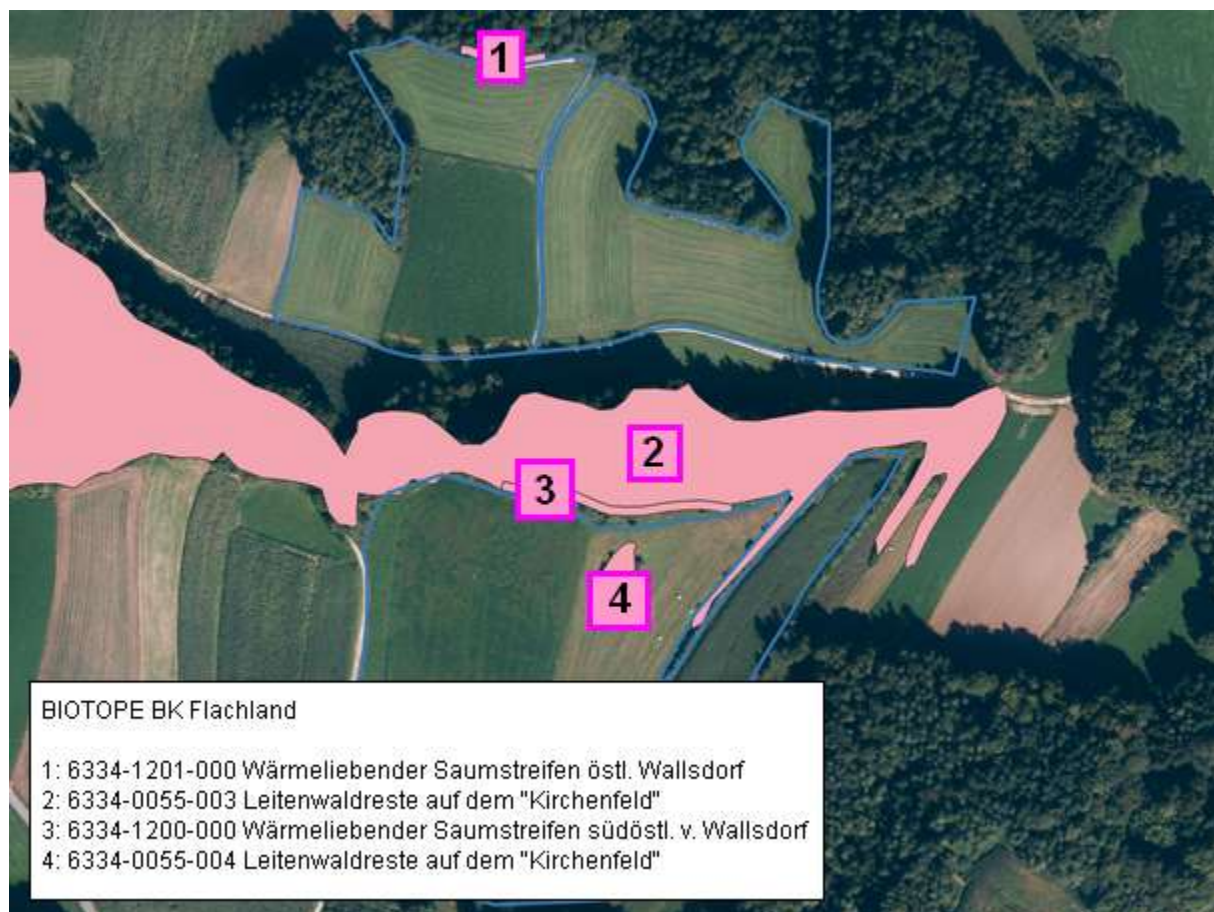 1
2
3
4
BIOTOPE BK Flachland
1: 6334-1201-000 Wärmeliebender Saumstreifen östl. Wallsdorf
2: 6334-0055-003 Leitenwaldreste auf dem "Kirchenfeld"
3: 6334-1200-000 Wärmeliebender Saumstreifen südöstl. v. Wallsdorf
4: 6334-0055-004 Leitenwaldreste auf dem "Kirchenfeld"